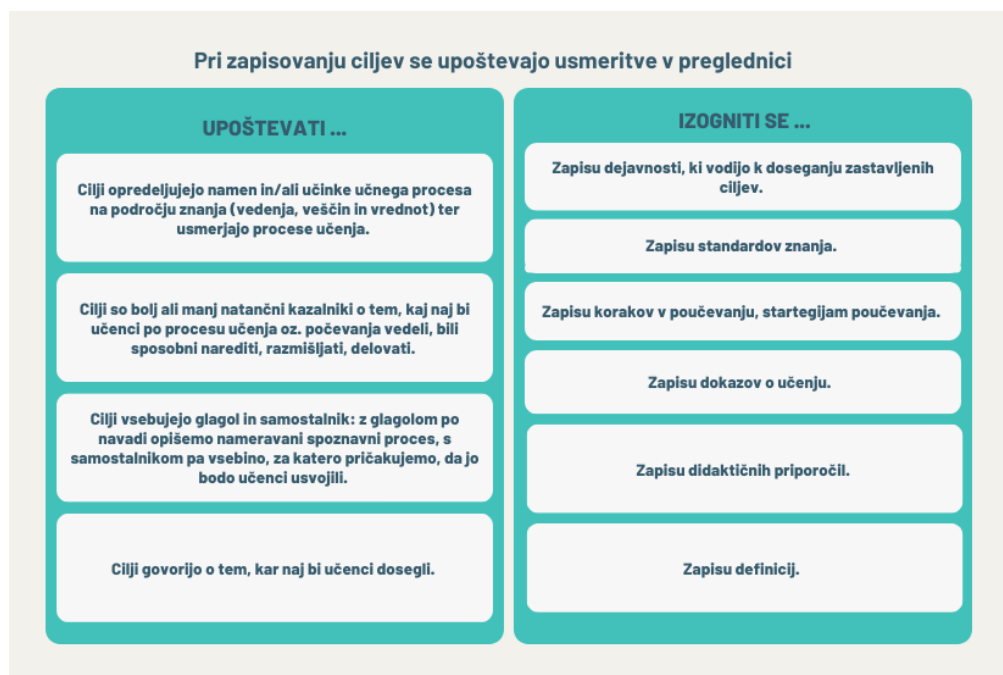 Pri zapisovanju ciljev se upoštevajo usmeritve v preglednici
UPOŠTEVATI ...
Cilji opredeljujejo namen in/ali učinke učnega procesa
na področju znanja (vedenja, veščin in vrednot) ter
usmerjajo procese učenja.
Cilji so bolj ali manj natančni kazalniki o tem, kaj naj bi
učenci po procesu učenja oz. počevanja vedeli, bili
sposobni narediti, razmišljati, delovati.
Cilji vsebujejo glagol in samostalnik: z glagolom po
navadi opišemo nameravani spoznavni proces, s
samostalnikom pa vsebino, za katero pričakujemo, da jo
bodo učenci usvojili.
Cilji govorijo o tem, kar naj bi učenci dosegli.
IZOGNITI SE ...
Zapisu dejavnosti, ki vodijo k doseganju zastavljenih
ciljev.
Zapisu standardov znanja.
Zapisu korakov v poučevanju, startegijam poučevanja.
Zapisu dokazov o učenju.
Zapisu didaktičnih priporočil.
Zapisu definicij.